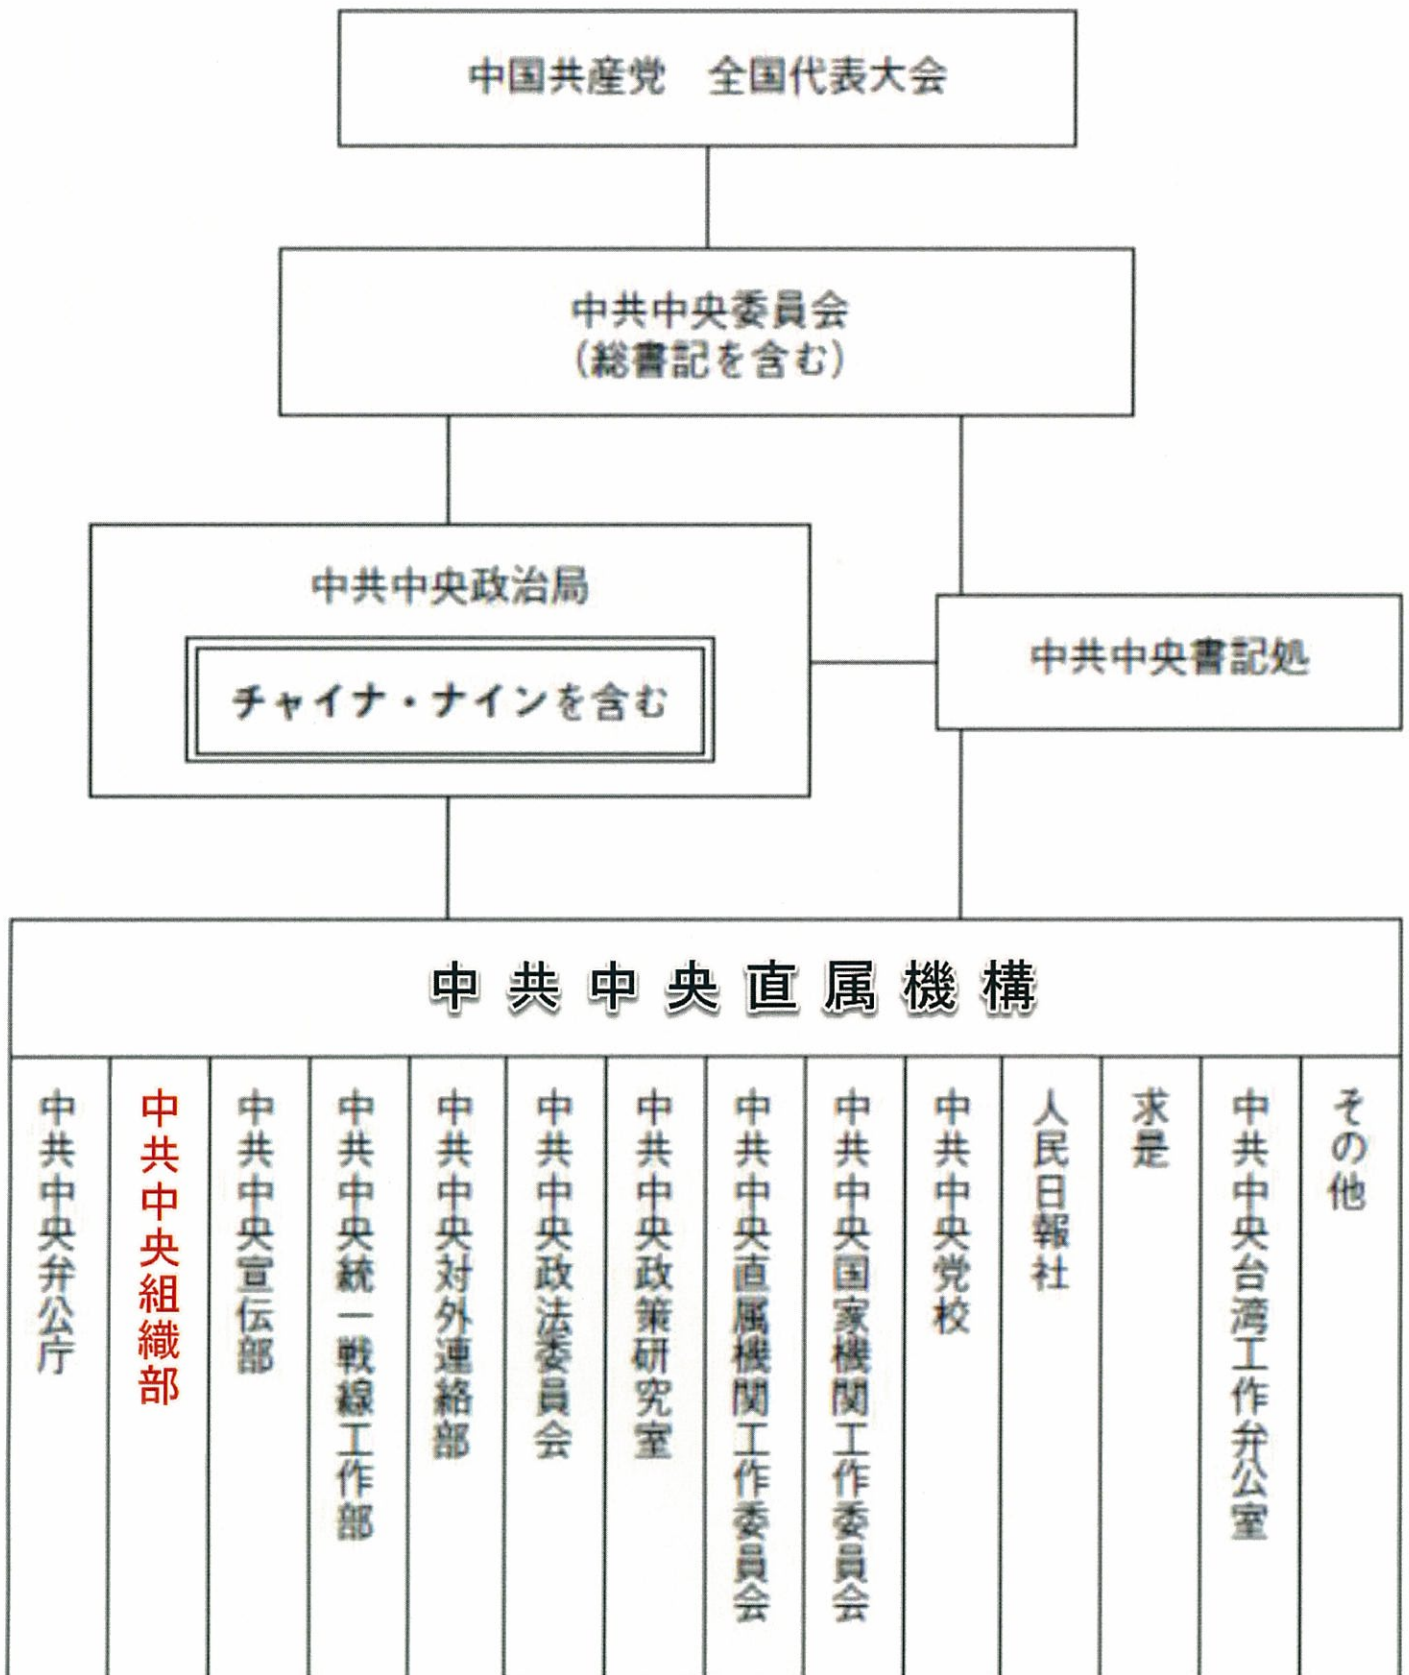 中国共産党　全国代表大会
中共中央委員会
（総書記を含む）
中共中央政治局
チャイナ・ナインを含む
中共中央書記処
中共中央直属機構
中共中央弁公庁
中共中央組織部
中共中央宣伝部
中共中央統一戦線工作部
中共中央対外連絡部
中共中央政法委員会
中共中央政策研究室
中共中央直属機関工作委員会
中共中央国家機関工作委員会
中共中央党校
人民日報社
求是
中共中央台湾工作弁公室
その他